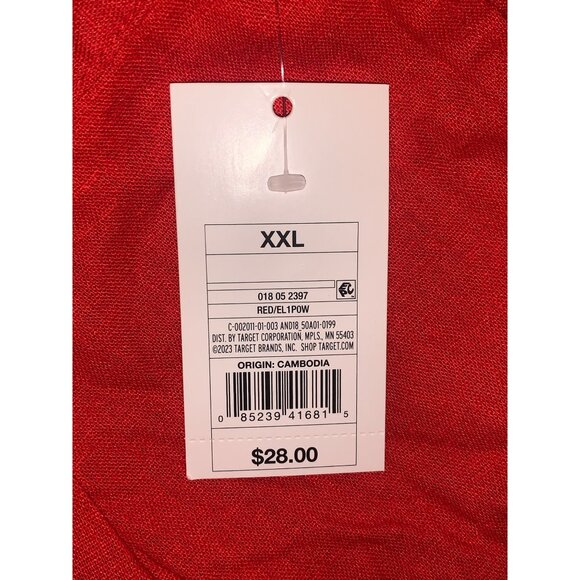 XXL
018 05 2397
RED/EL1P0W
C-002011-01-003 AND18_50A01-0199
DIST. BY TARGET CORPORATION, MPLS., MN 55403
©2023 TARGET BRANDS, INC. SHOP TARGET.COM
ORIGIN: CAMBODIA
0 85239 41681 5
$28.00